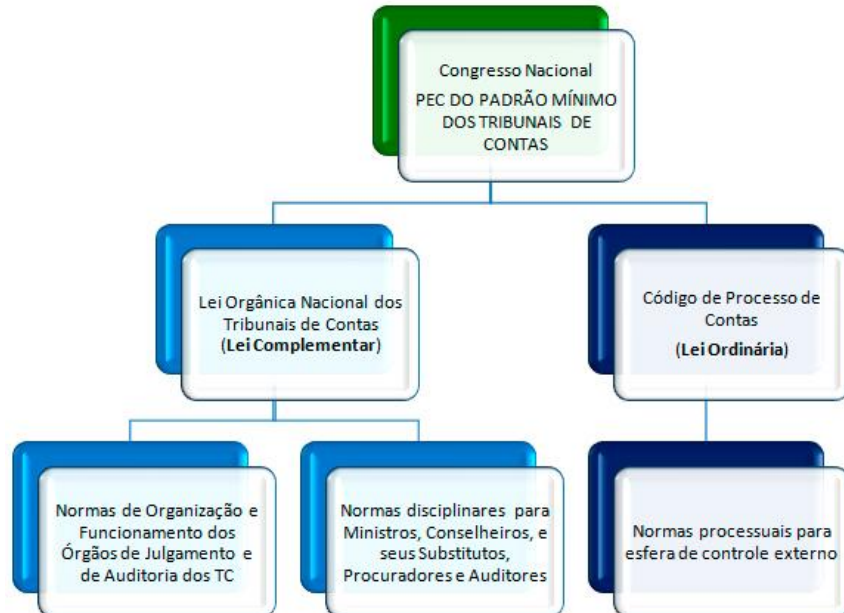 Congresso Nacional
PEC DO PADRÃO MÍNIMO
DOS TRIBUNAIS DE
CONTAS
Lei Orgânica Nacional dos
Tribunais de Contas
(Lei Complementar)
Código de Processo de
Contas
(Lei Ordinária)
Normas de Organização e
Funcionamento dos
Órgãos de Julgamento e
de Auditoria dos TC
Normas disciplinares para
Ministros, Conselheiros, e
seus Substitutos,
Procuradores e Auditores
Normas processuais para
esfera de controle externo